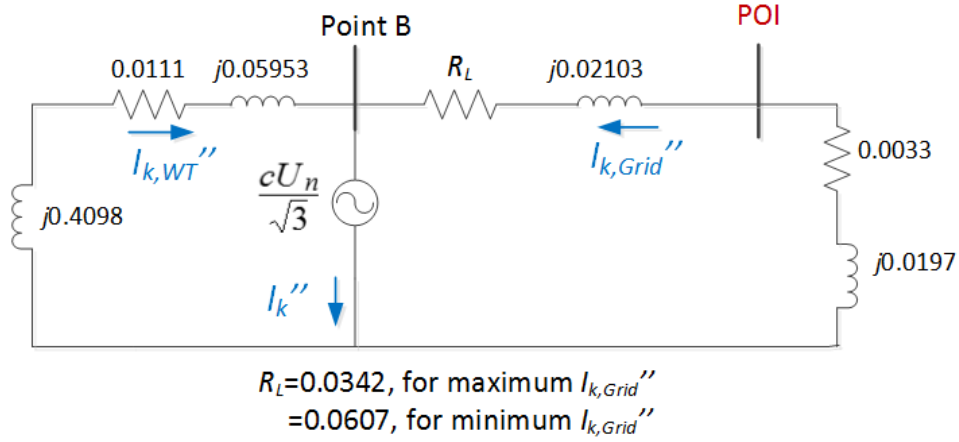 POI
Point B
0.0111 j0.05953 R_L j0.02103
I_k,WT'' I_k,Grid'' 0.0033
cU_n
√3
j0.4098
j0.0197
I_k''
R_L=0.0342, for maximum I_k,Grid''
=0.0607, for minimum I_k,Grid''